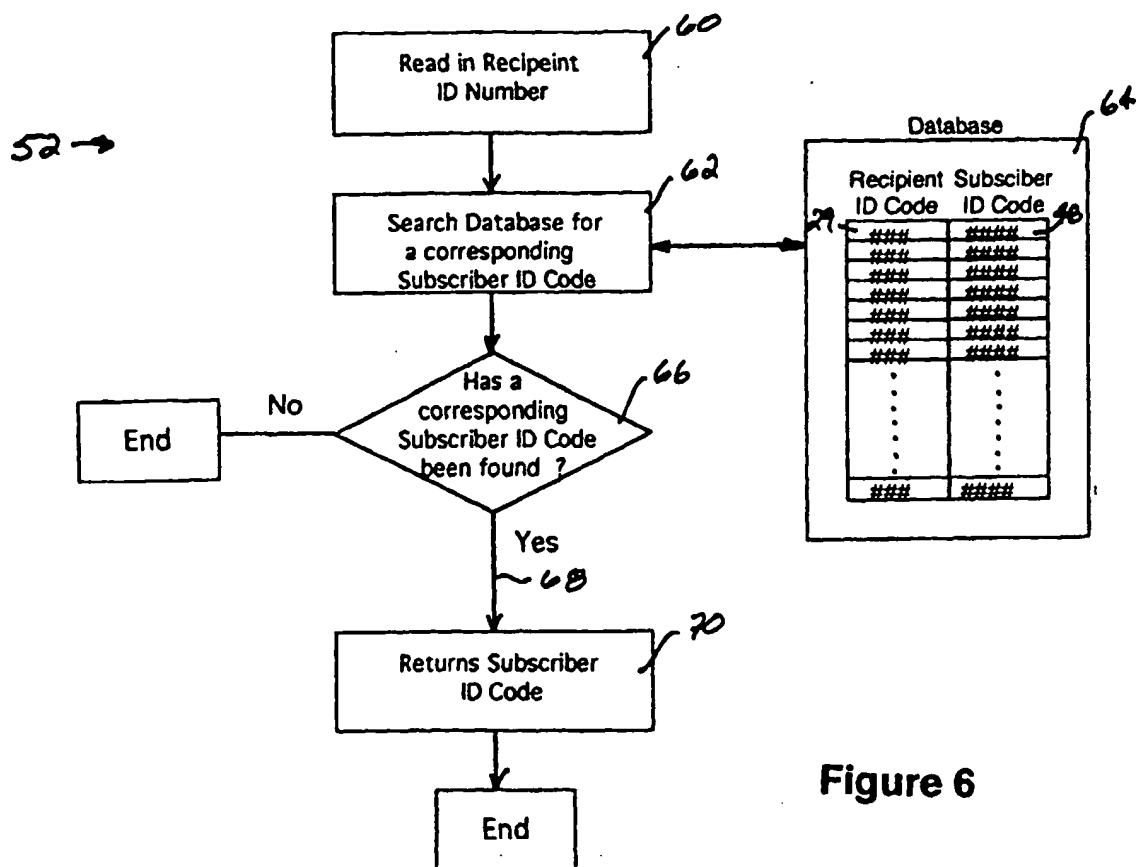 60
Read in Recipeint
ID Number
52
64
Database
62
Search Database for
a corresponding
Subscriber ID Code
Recipient Subsciber
ID Code ID Code
29 ### #### 48
### ####
### ####
### ####
### ####
### ####
### ####
### ####
66
Has a
corresponding
Subscriber ID Code
been found ?
No
End
Yes
68
70
Returns Subscriber
ID Code
End
Figure 6